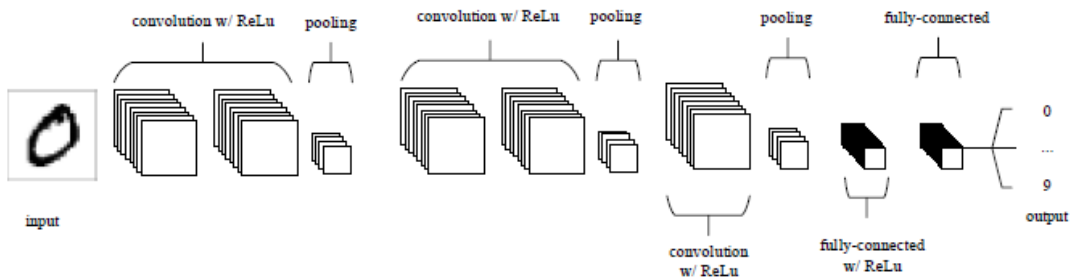 convolution w/ ReLu
pooling
convolution w/ ReLu
pooling
pooling
fully-connected
0
...
9
input
output
convolution
w/ ReLu
fully-connected
w/ ReLu